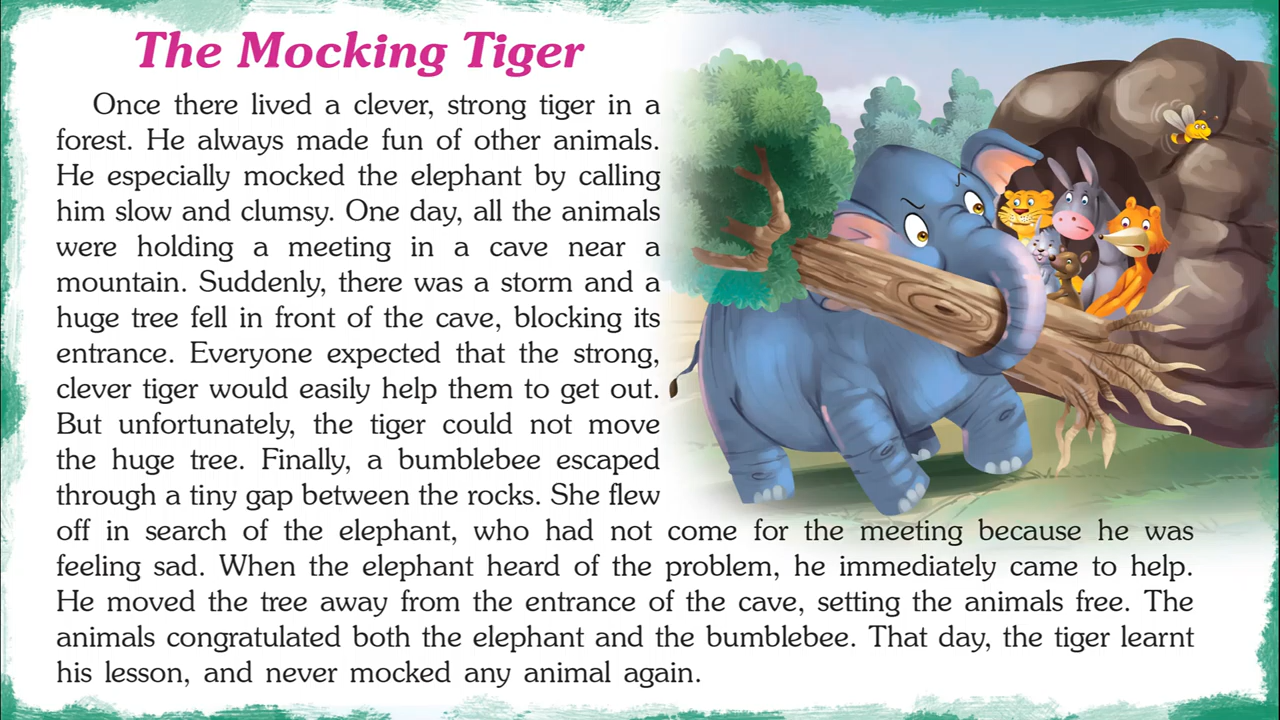 The Mocking Tiger
Once there lived a clever, strong tiger in a
forest. He always made fun of other animals.
He especially mocked the elephant by calling
him slow and clumsy. One day, all the animals
were holding a meeting in a cave near a
mountain. Suddenly, there was a storm and a
huge tree fell in front of the cave, blocking its
entrance. Everyone expected that the strong,
clever tiger would easily help them to get out.
But unfortunately, the tiger could not move
the huge tree. Finally, a bumblebee escaped
through a tiny gap between the rocks. She flew
off in search of the elephant, who had not come for the meeting because he was
feeling sad. When the elephant heard of the problem, he immediately came to help.
He moved the tree away from the entrance of the cave, setting the animals free. The
animals congratulated both the elephant and the bumblebee. That day, the tiger learnt
his lesson, and never mocked any animal again.